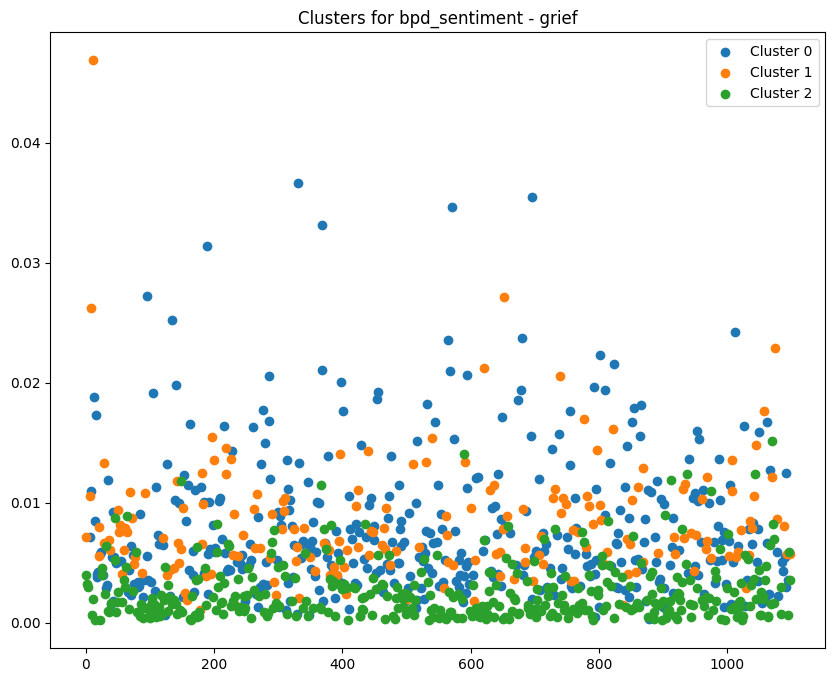 Clusters for bpd_sentiment - grief
Cluster 0
Cluster 1
Cluster 2
0.04
0.03
0.02
0.01
0.00
0 200 400 600 800 1000